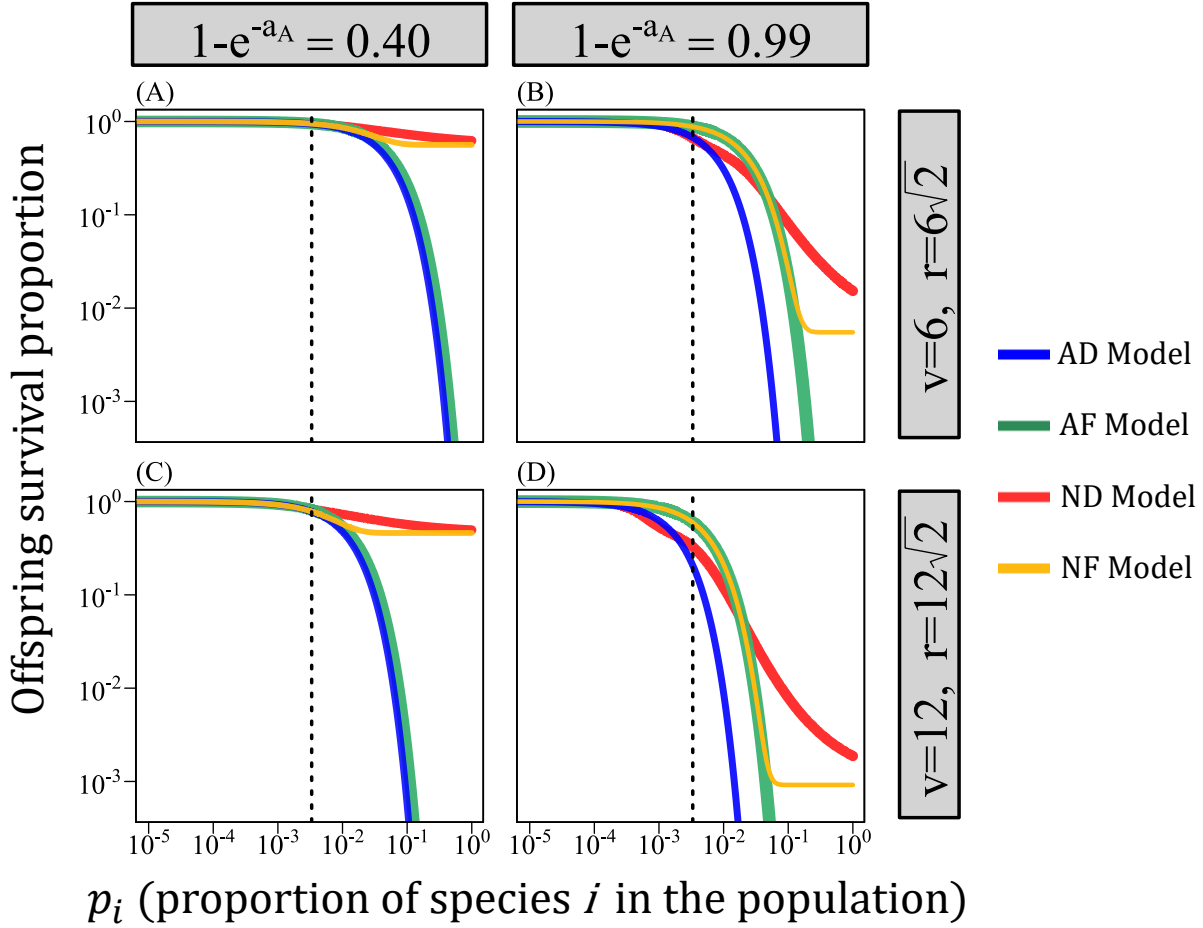 1-e^{-a_A} = 0.40
1-e^{-a_A} = 0.99
(A)
(B)
10^0
10^{-1}
10^{-2}
10^{-3}
v=6, r=6√2
(C)
(D)
10^0
10^{-1}
10^{-2}
10^{-3}
v=12, r=12√2
10^{-5} 10^{-4} 10^{-3} 10^{-2} 10^{-1} 10^0
10^{-5} 10^{-4} 10^{-3} 10^{-2} 10^{-1} 10^0
Offspring survival proportion
p_i (proportion of species i in the population)
AD Model
AF Model
ND Model
NF Model